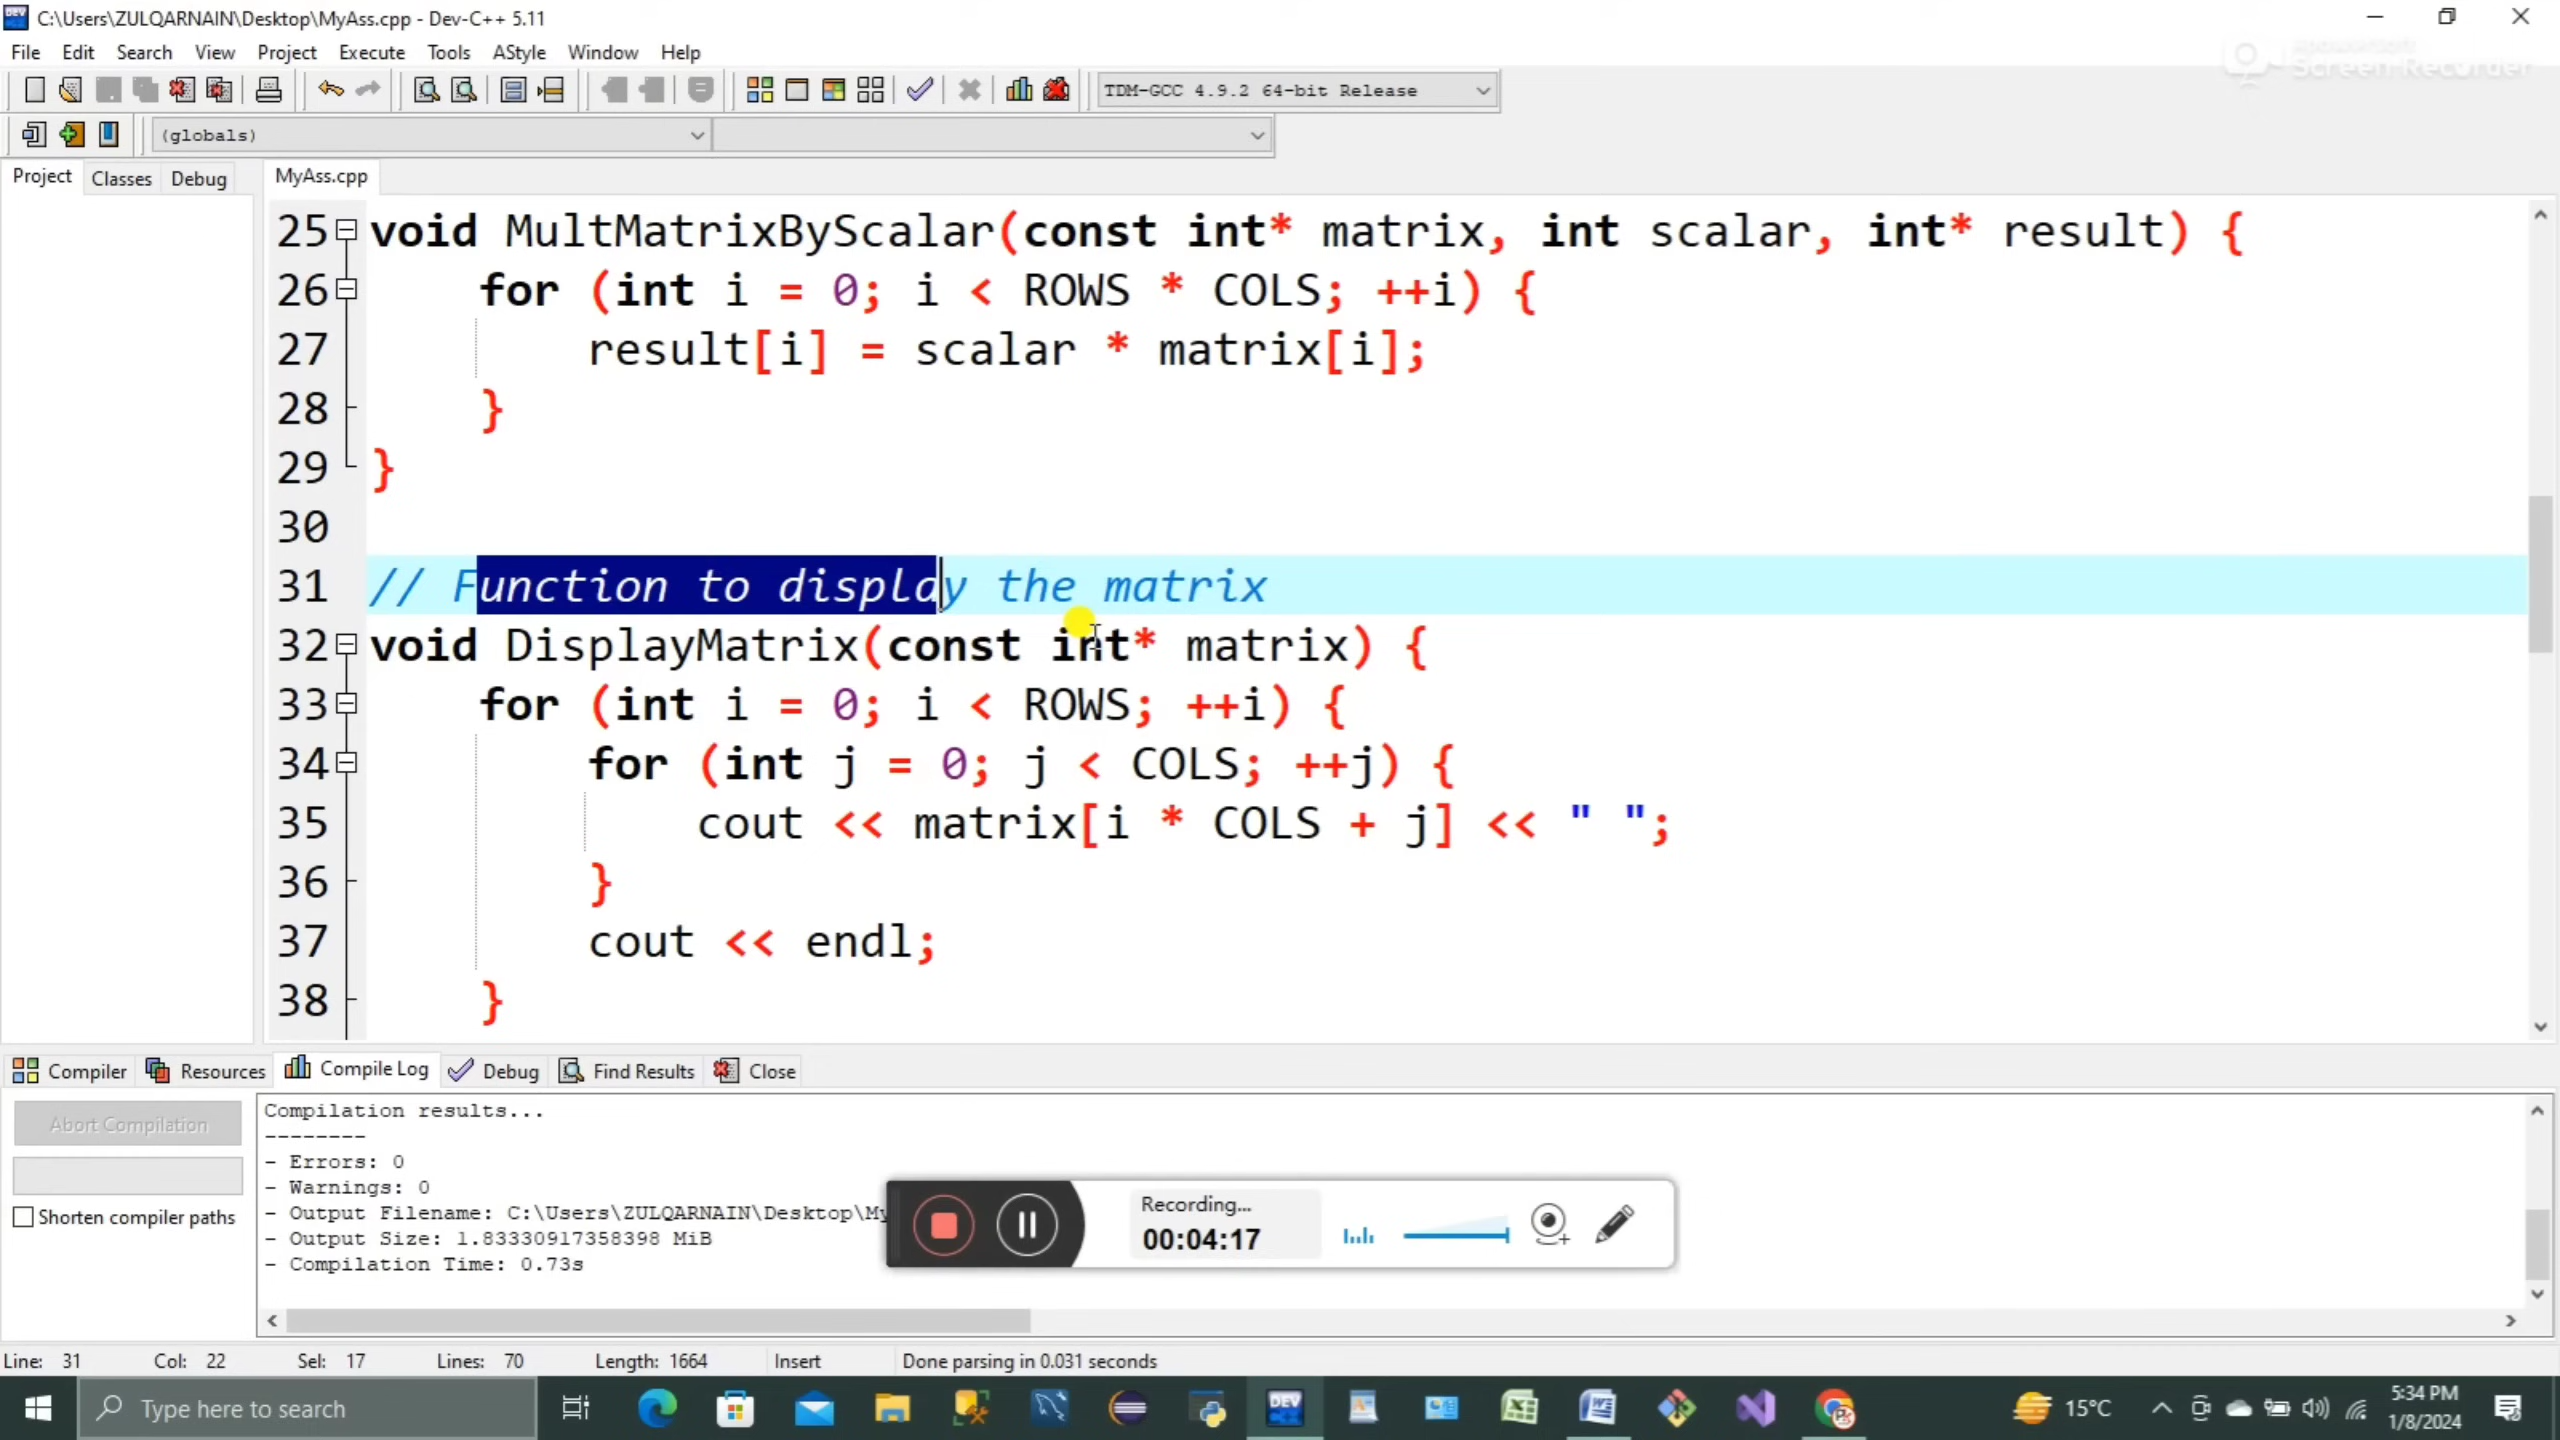 C:\Users\ZULQARNAIN\Desktop\MyAss.cpp - Dev-C++ 5.11
File Edit Search View Project Execute Tools AStyle Window Help
Screen Recorder
TDM-GCC 4.9.2 64-bit Release
(globals)
Project Classes Debug MyAss.cpp
25 void MultMatrixByScalar(const int* matrix, int scalar, int* result) {
26 for (int i = 0; i < ROWS * COLS; ++i) {
27 result[i] = scalar * matrix[i];
28 }
29 }
30
31 // Function to display the matrix
32 void DisplayMatrix(const int* matrix) {
33 for (int i = 0; i < ROWS; ++i) {
34 for (int j = 0; j < COLS; ++j) {
35 cout << matrix[i * COLS + j] << " ";
36 }
37 cout << endl;
38 }
Compiler Resources Compile Log Debug Find Results Close
Abort Compilation
Shorten compiler paths
Compilation results...
--------
- Errors: 0
- Warnings: 0
- Output Filename: C:\Users\ZULQARNAIN\Desktop\My
- Output Size: 1.83330917358398 MiB
- Compilation Time: 0.73s
Recording...
00:04:17
Line: 31 Col: 22 Sel: 17 Lines: 70 Length: 1664 Insert Done parsing in 0.031 seconds
Type here to search
DEV
15°C
5:34 PM
1/8/2024